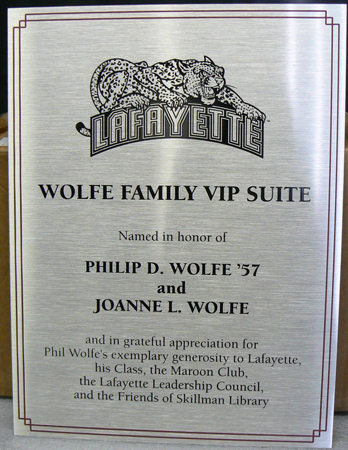 LAFAYETTE
WOLFE FAMILY VIP SUITE
Named in honor of
PHILIP D. WOLFE '57
and
JOANNE L. WOLFE
and in grateful appreciation for
Phil Wolfe's exemplary generosity to Lafayette,
his Class, the Maroon Club,
the Lafayette Leadership Council,
and the Friends of Skillman Library